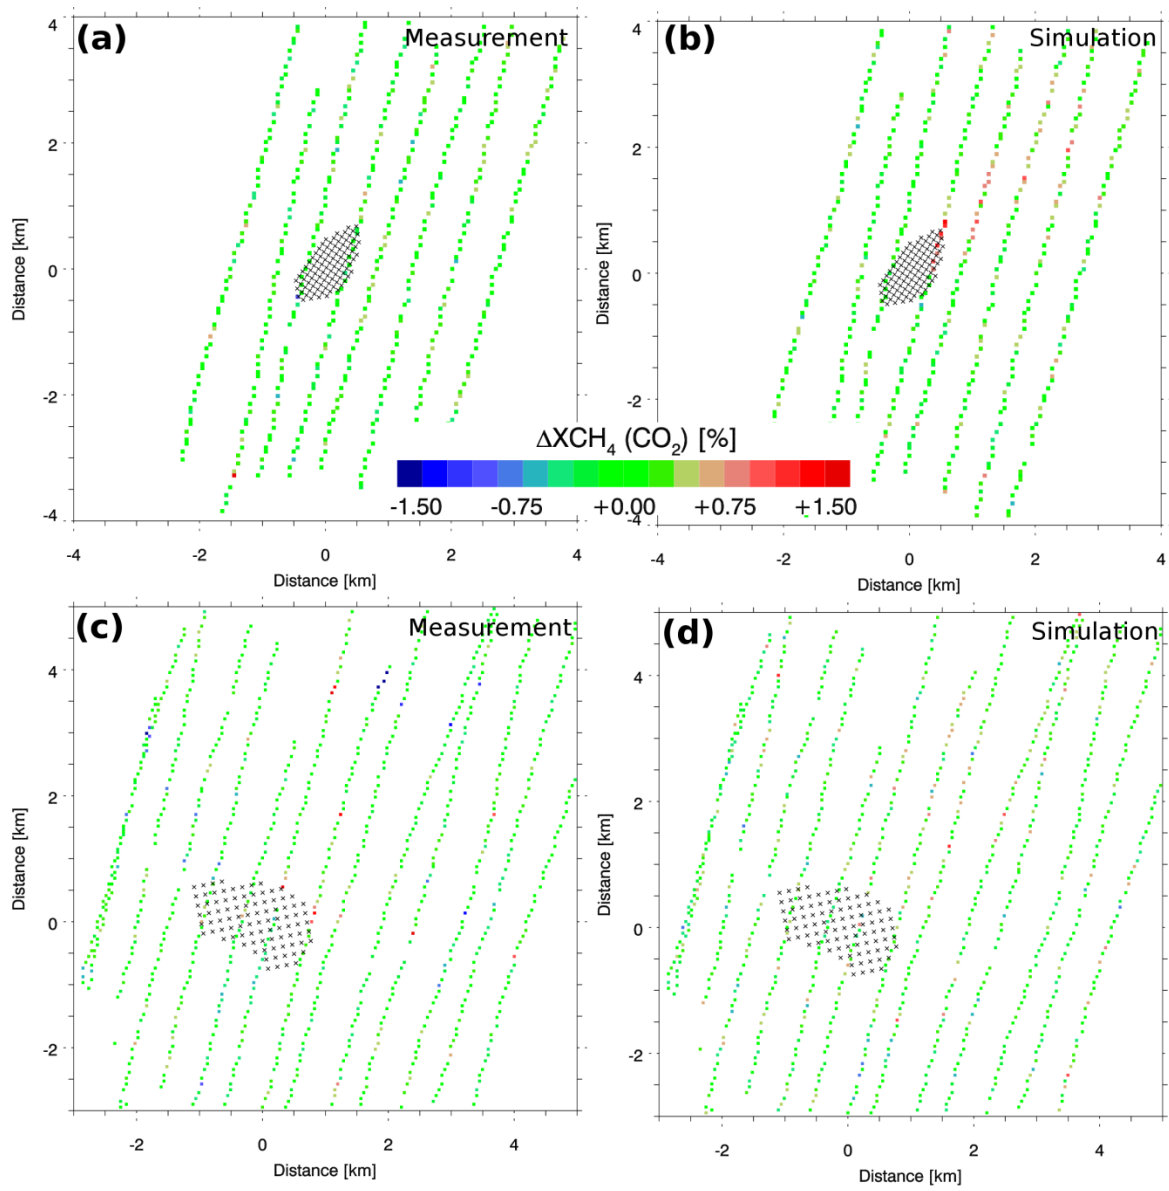 (a) Measurement
4
2
0
-2
-4
Distance [km]
-4 -2 0 2 4
Distance [km]
(b) Simulation
4
2
0
-2
-4
Distance [km]
-4 -2 0 2 4
Distance [km]
ΔXCH₄ (CO₂) [%]
-1.50 -0.75 +0.00 +0.75 +1.50
(c) Measurement
4
2
0
-2
Distance [km]
-2 0 2 4
Distance [km]
(d) Simulation
4
2
0
-2
Distance [km]
-2 0 2 4
Distance [km]